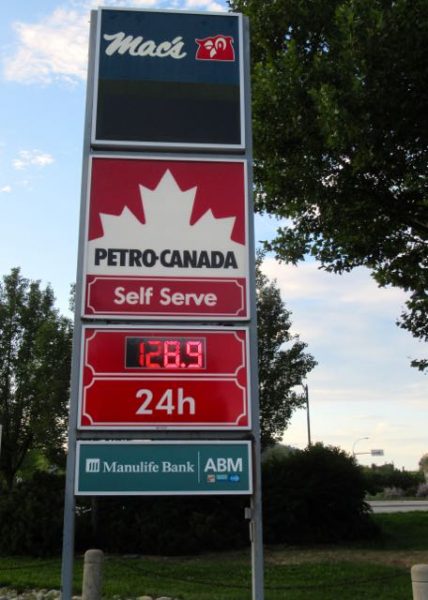 Mac's
PETRO-CANADA
Self Serve
128.9
24h
Manulife Bank ABM